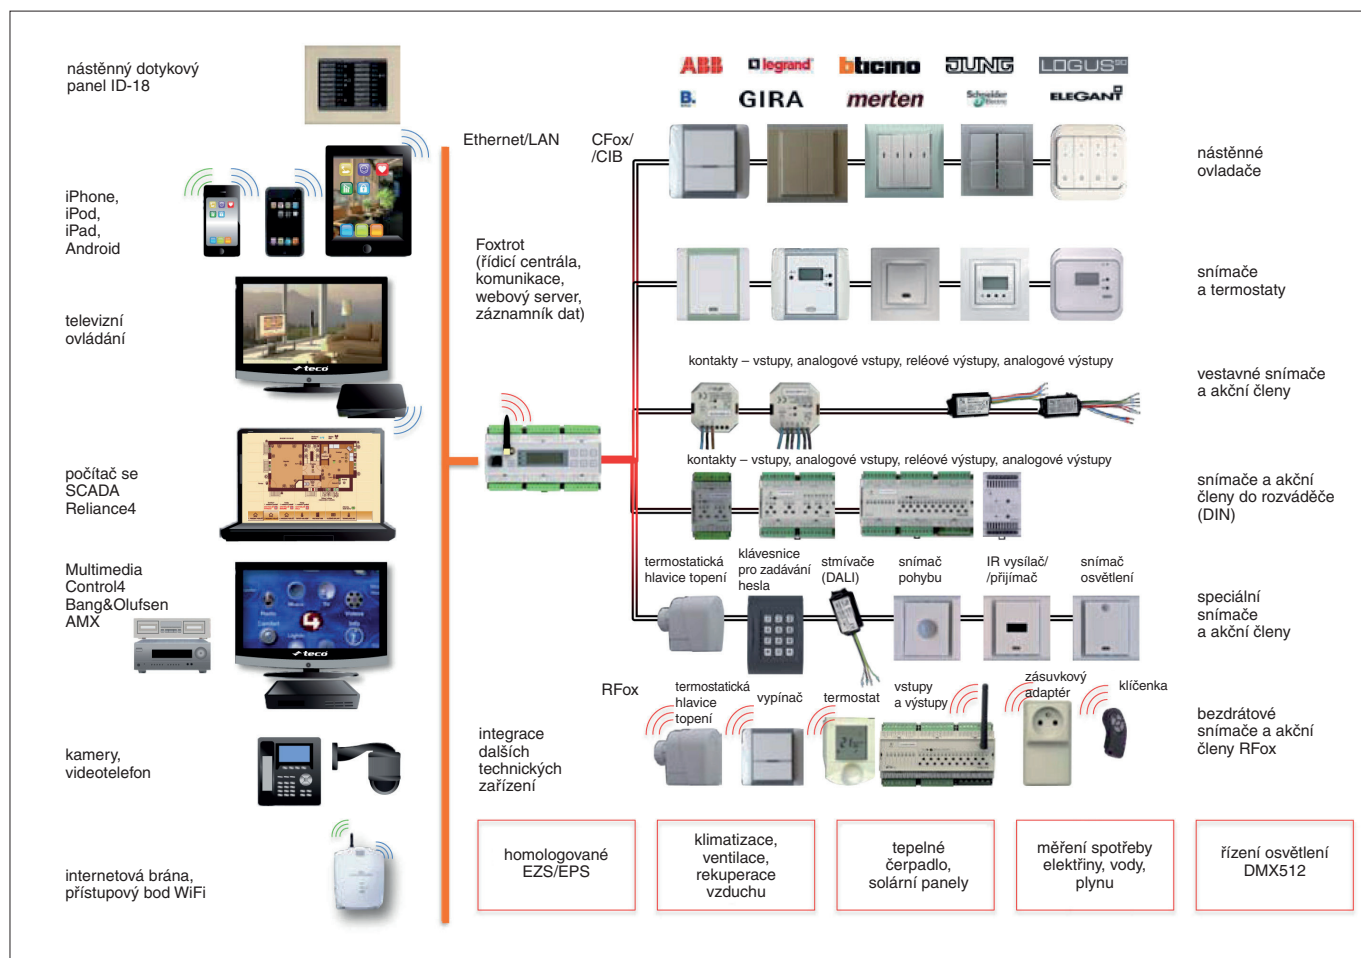 nástěnný dotykový
panel ID-18
iPhone,
iPod,
iPad,
Android
televizní
ovládání
teco
počítač se
SCADA
Reliance4
Multimedia
Control4
Bang&Olufsen
AMX
teco
kamery,
videotelefon
internetová brána,
přístupový bod WiFi
Ethernet/LAN
Foxtrot
(řídicí centrála,
komunikace,
webový server,
záznamník dat)
CFox/
/CIB
ABB legrand bticino JUNG LOGUS90
B. GIRA merten Schneider Electric ELEGANT
nástěnné
ovladače
snímače
a termostaty
kontakty – vstupy, analogové vstupy, reléové výstupy, analogové výstupy
vestavné snímače
a akční členy
kontakty – vstupy, analogové vstupy, reléové výstupy, analogové výstupy
snímače a akční
členy do rozváděče
(DIN)
termostatická
hlavice topení
klávesnice
pro zadávání
hesla
stmívače
(DALI)
snímač
pohybu
IR vysílač/
/přijímač
snímač
osvětlení
speciální
snímače
a akční členy
RFox
termostatická
hlavice
topení
vypínač
termostat
vstupy
a výstupy
zásuvkový
adaptér
klíčenka
bezdrátové
snímače a akční
členy RFox
integrace
dalších
technických
zařízení
homologované
EZS/EPS
klimatizace,
ventilace,
rekuperace
vzduchu
tepelné
čerpadlo,
solární panely
měření spotřeby
elektřiny, vody,
plynu
řízení osvětlení
DMX512